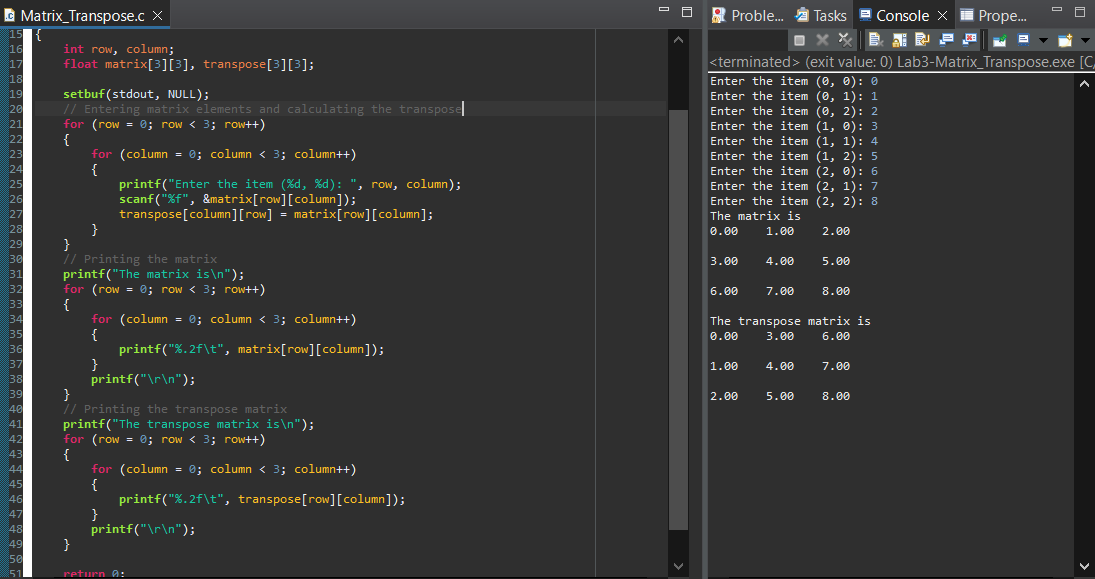 Matrix_Transpose.c
15 {
16 int row, column;
17 float matrix[3][3], transpose[3][3];
18
19 setbuf(stdout, NULL);
20 // Entering matrix elements and calculating the transpose
21 for (row = 0; row < 3; row++)
22 {
23 for (column = 0; column < 3; column++)
24 {
25 printf("Enter the item (%d, %d): ", row, column);
26 scanf("%f", &matrix[row][column]);
27 transpose[column][row] = matrix[row][column];
28 }
29 }
30 // Printing the matrix
31 printf("The matrix is\n");
32 for (row = 0; row < 3; row++)
33 {
34 for (column = 0; column < 3; column++)
35 {
36 printf("%.2f\t", matrix[row][column]);
37 }
38 printf("\r\n");
39 }
40 // Printing the transpose matrix
41 printf("The transpose matrix is\n");
42 for (row = 0; row < 3; row++)
43 {
44 for (column = 0; column < 3; column++)
45 {
46 printf("%.2f\t", transpose[row][column]);
47 }
48 printf("\r\n");
49 }
50
51 return 0;
Proble... Tasks Console Prope...
<terminated> (exit value: 0) Lab3-Matrix_Transpose.exe [C/
Enter the item (0, 0): 0
Enter the item (0, 1): 1
Enter the item (0, 2): 2
Enter the item (1, 0): 3
Enter the item (1, 1): 4
Enter the item (1, 2): 5
Enter the item (2, 0): 6
Enter the item (2, 1): 7
Enter the item (2, 2): 8
The matrix is
0.00 1.00 2.00
3.00 4.00 5.00
6.00 7.00 8.00
The transpose matrix is
0.00 3.00 6.00
1.00 4.00 7.00
2.00 5.00 8.00